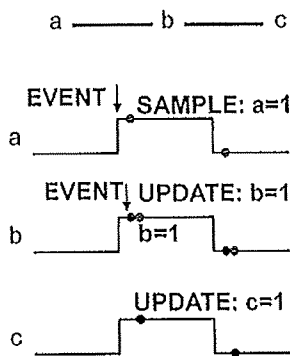 a b c
EVENT SAMPLE: a=1
a
EVENT UPDATE: b=1
b b=1
UPDATE: c=1
c